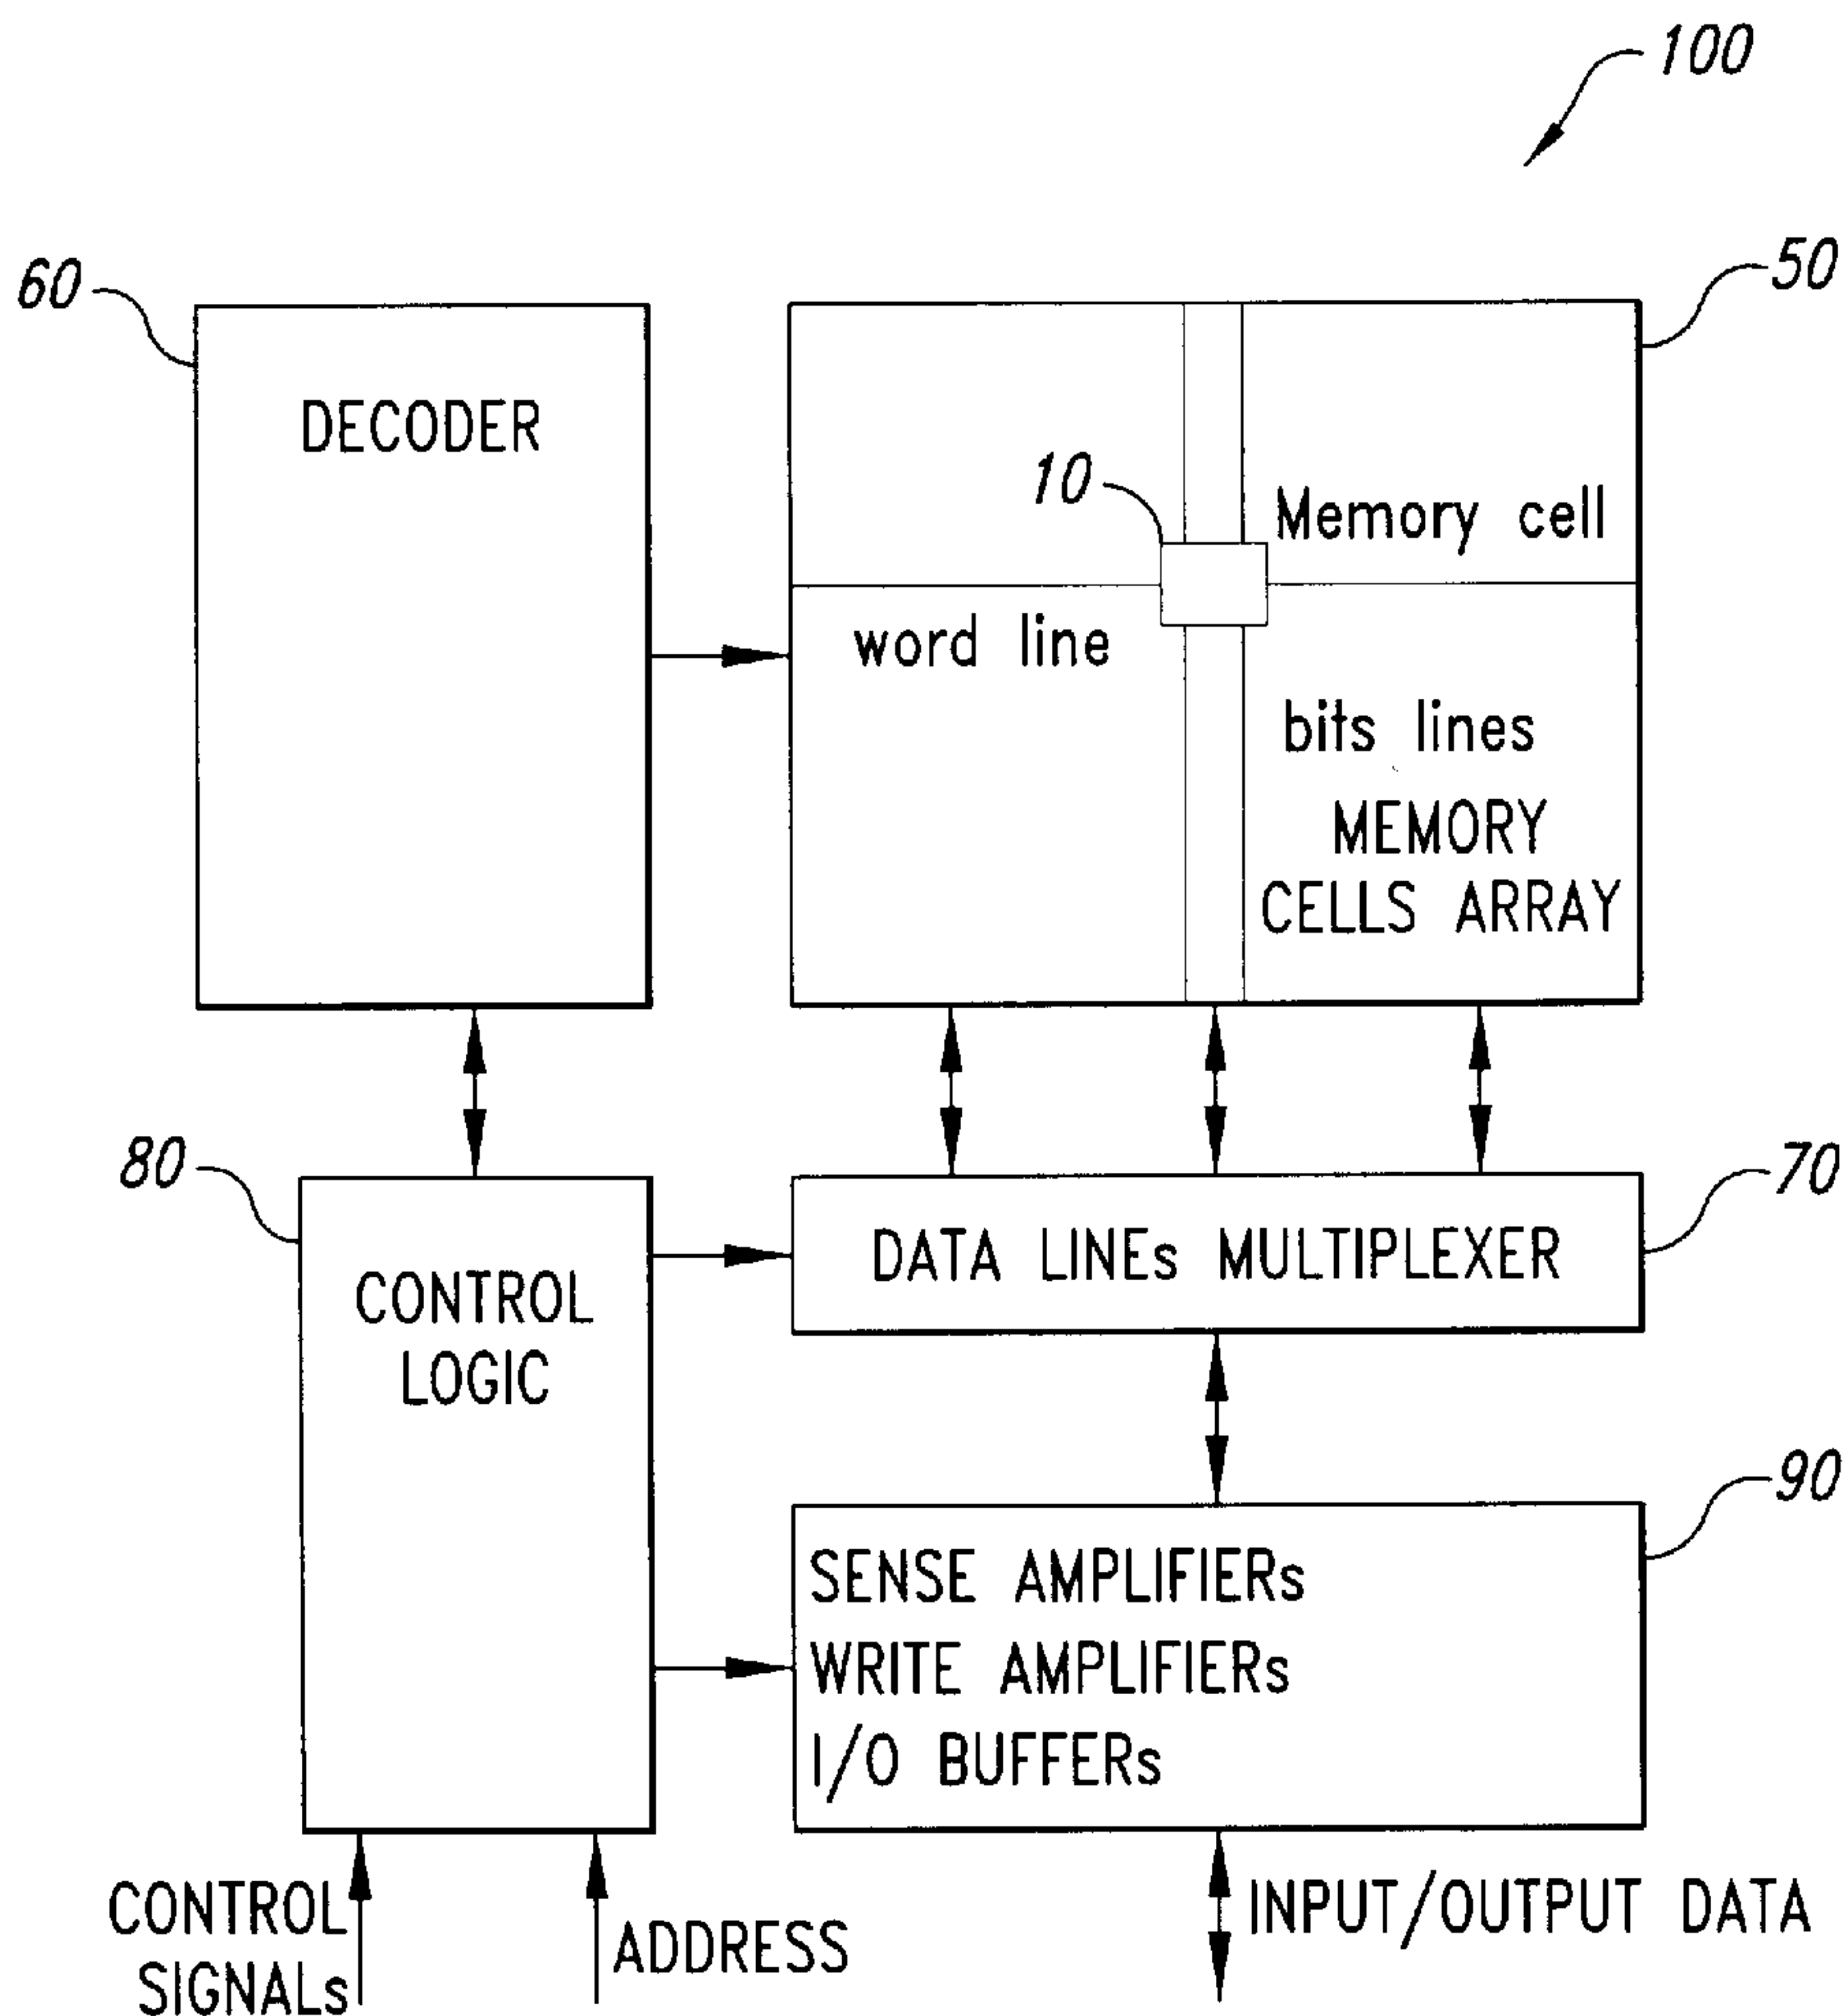 100
60
50
DECODER
10
Memory cell
word line
bits lines
MEMORY
CELLS ARRAY
80
70
DATA LINEs MULTIPLEXER
CONTROL
LOGIC
90
SENSE AMPLIFIERs
WRITE AMPLIFIERs
I/O BUFFERs
CONTROL
SIGNALs
ADDRESS
INPUT/OUTPUT DATA